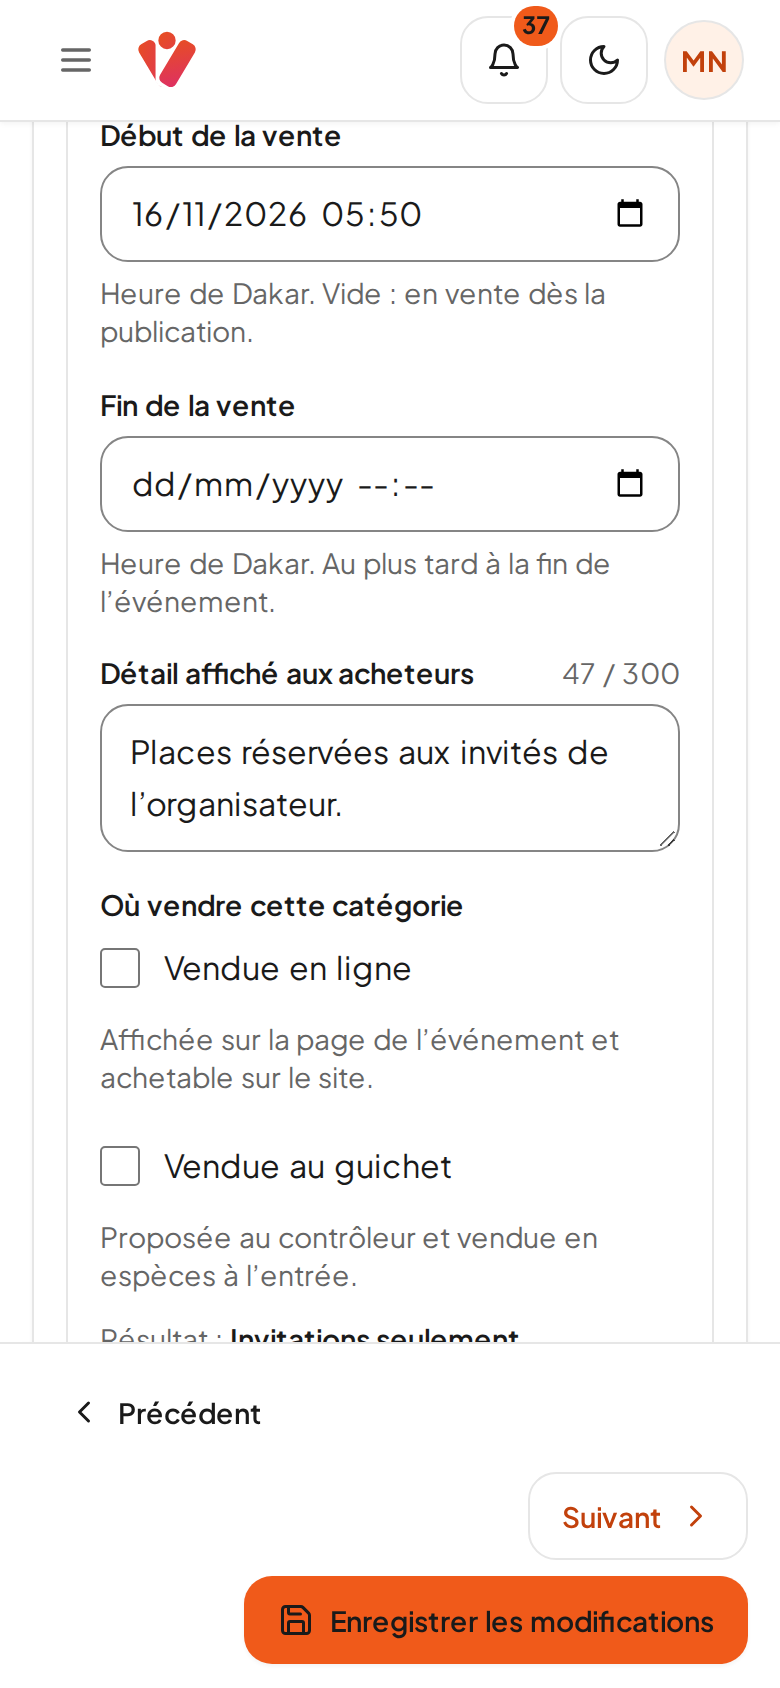 37
MN
Début de la vente
16/11/2026 05:50
Heure de Dakar. Vide : en vente dès la
publication.
Fin de la vente
dd/mm/yyyy --:--
Heure de Dakar. Au plus tard à la fin de
l’événement.
Détail affiché aux acheteurs 47 / 300
Places réservées aux invités de
l’organisateur.
Où vendre cette catégorie
Vendue en ligne
Affichée sur la page de l’événement et
achetable sur le site.
Vendue au guichet
Proposée au contrôleur et vendue en
espèces à l’entrée.
Résultat : Invitations seulement
Précédent
Suivant
Enregistrer les modifications